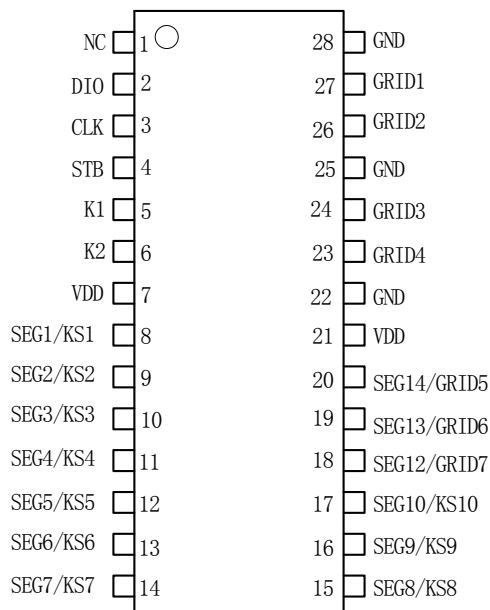 NC 1 28 GND
DIO 2 27 GRID1
CLK 3 26 GRID2
STB 4 25 GND
K1 5 24 GRID3
K2 6 23 GRID4
VDD 7 22 GND
SEG1/KS1 8 21 VDD
SEG2/KS2 9 20 SEG14/GRID5
SEG3/KS3 10 19 SEG13/GRID6
SEG4/KS4 11 18 SEG12/GRID7
SEG5/KS5 12 17 SEG10/KS10
SEG6/KS6 13 16 SEG9/KS9
SEG7/KS7 14 15 SEG8/KS8